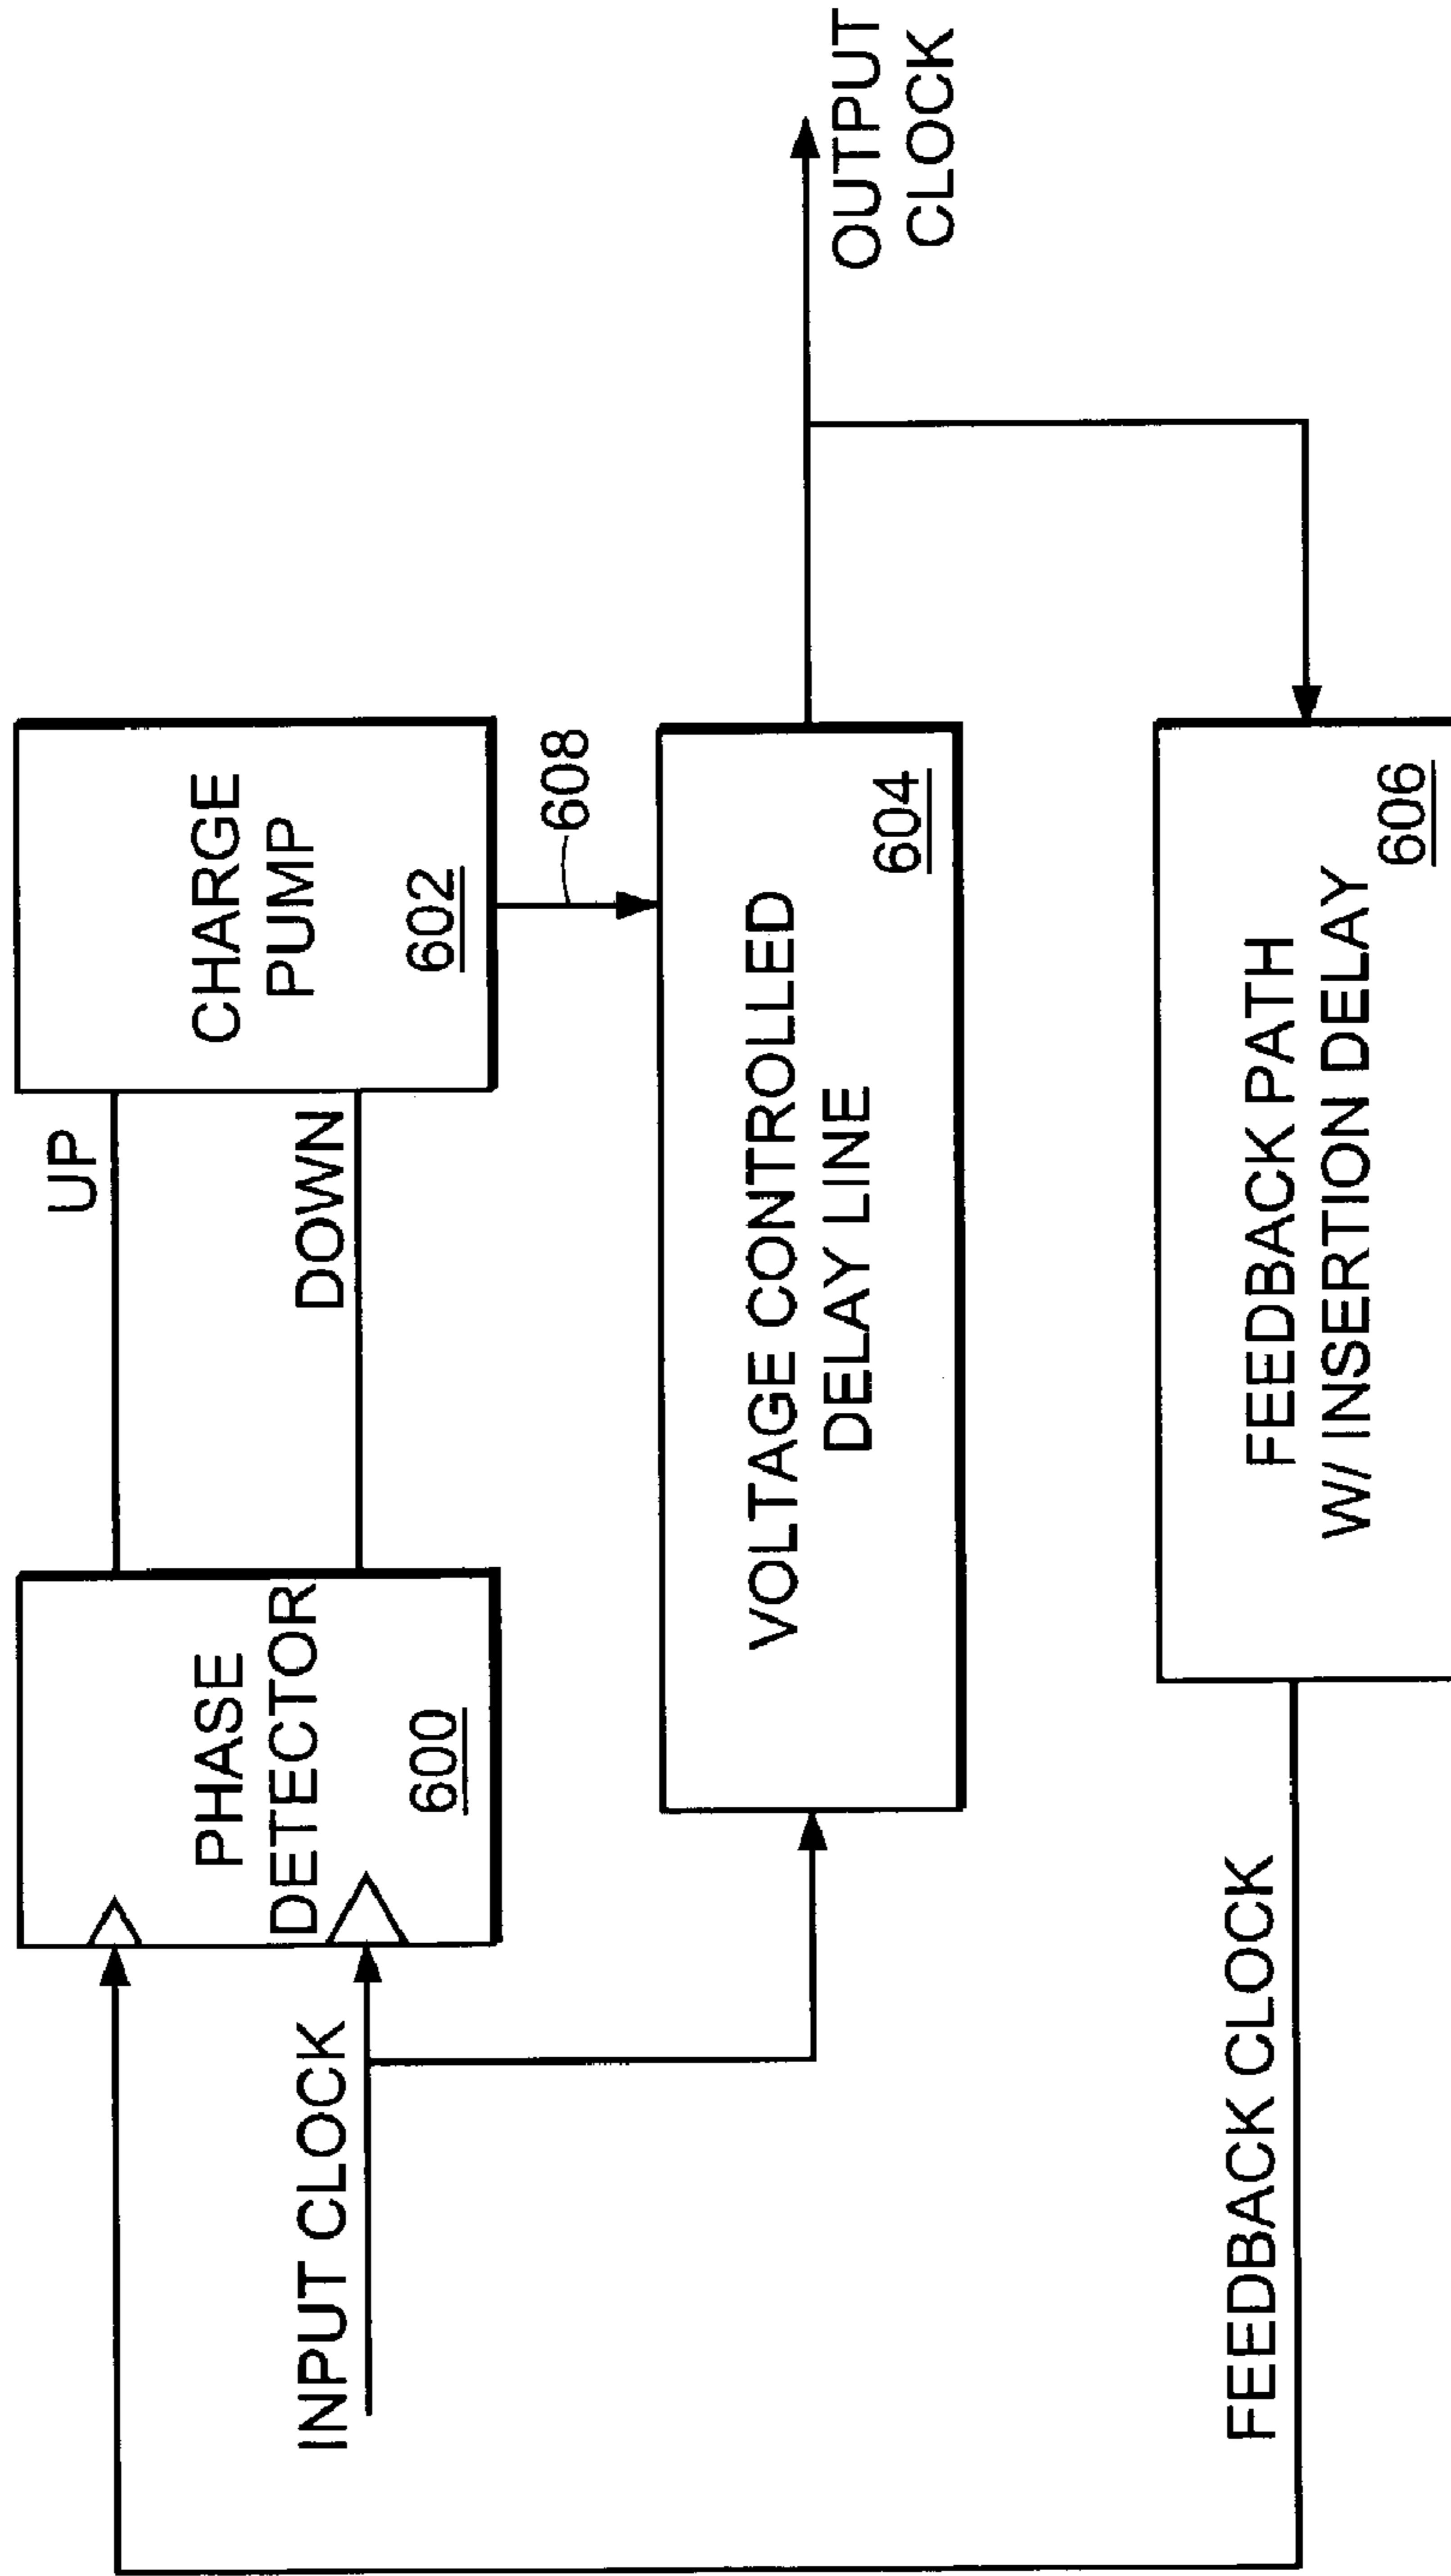 UP
PHASE
DETECTOR
600
CHARGE
PUMP
602
DOWN
INPUT CLOCK
608
VOLTAGE CONTROLLED
DELAY LINE
604
OUTPUT
CLOCK
FEEDBACK CLOCK
FEEDBACK PATH
W/ INSERTION DELAY
606